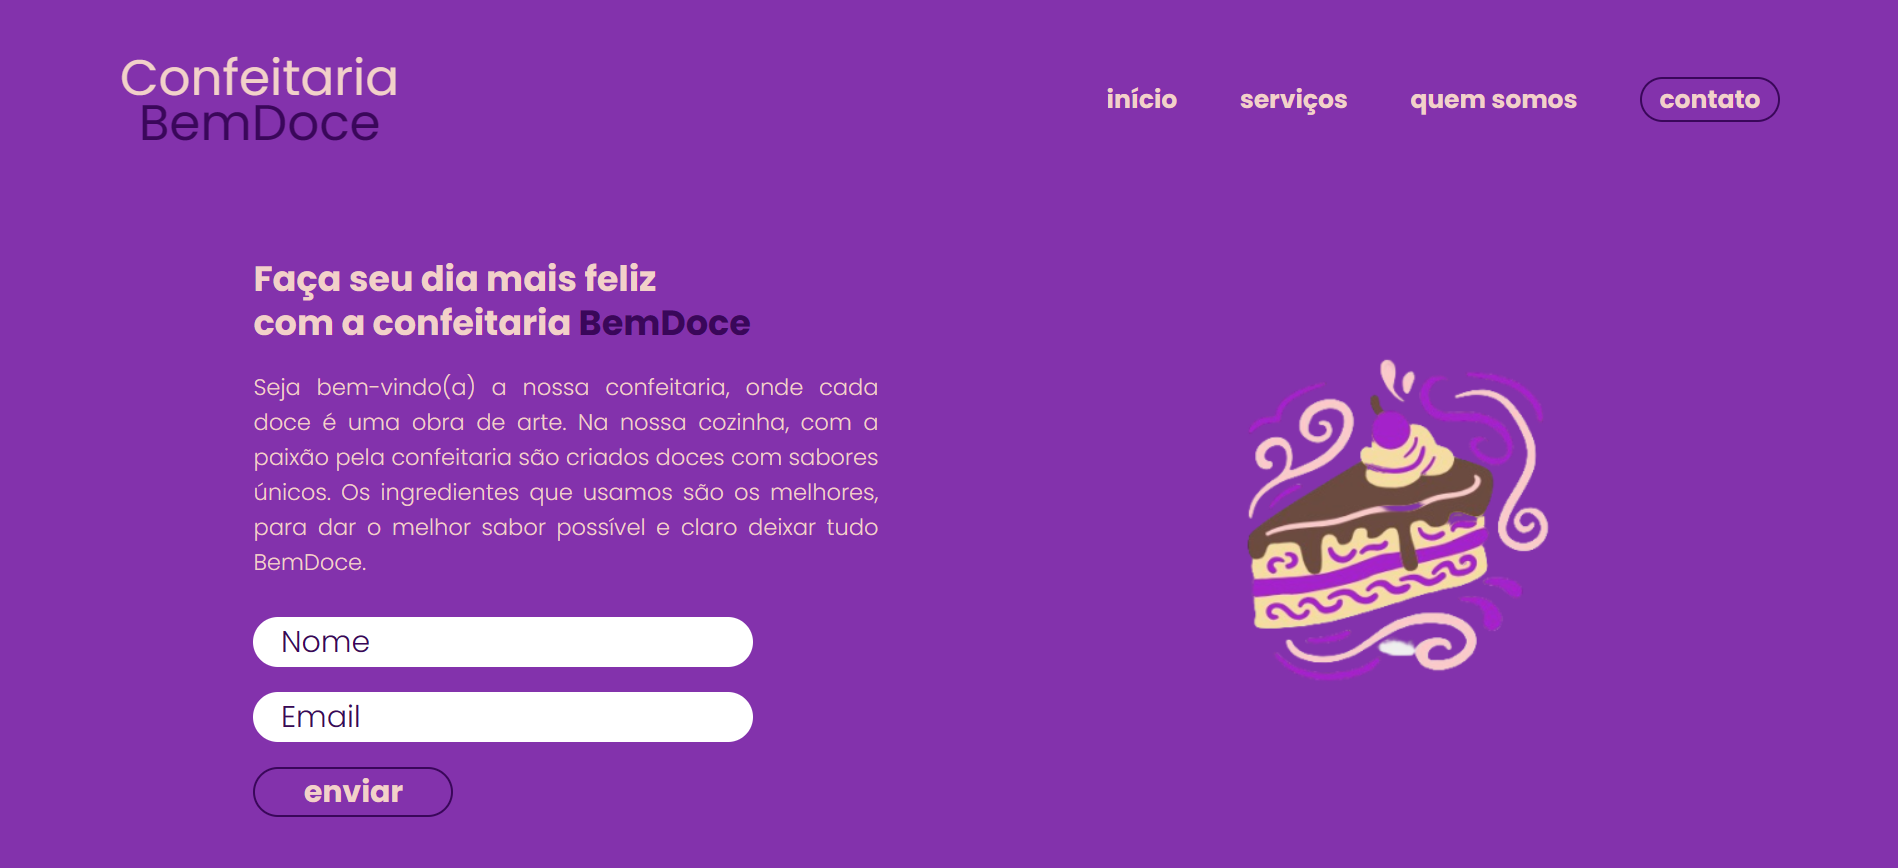 Confeitaria
BemDoce
início
serviços
quem somos
contato
Faça seu dia mais feliz
com a confeitaria BemDoce
Seja bem-vindo(a) a nossa confeitaria, onde cada
doce é uma obra de arte. Na nossa cozinha, com a
paixão pela confeitaria são criados doces com sabores
únicos. Os ingredientes que usamos são os melhores,
para dar o melhor sabor possível e claro deixar tudo
BemDoce.
Nome
Email
enviar